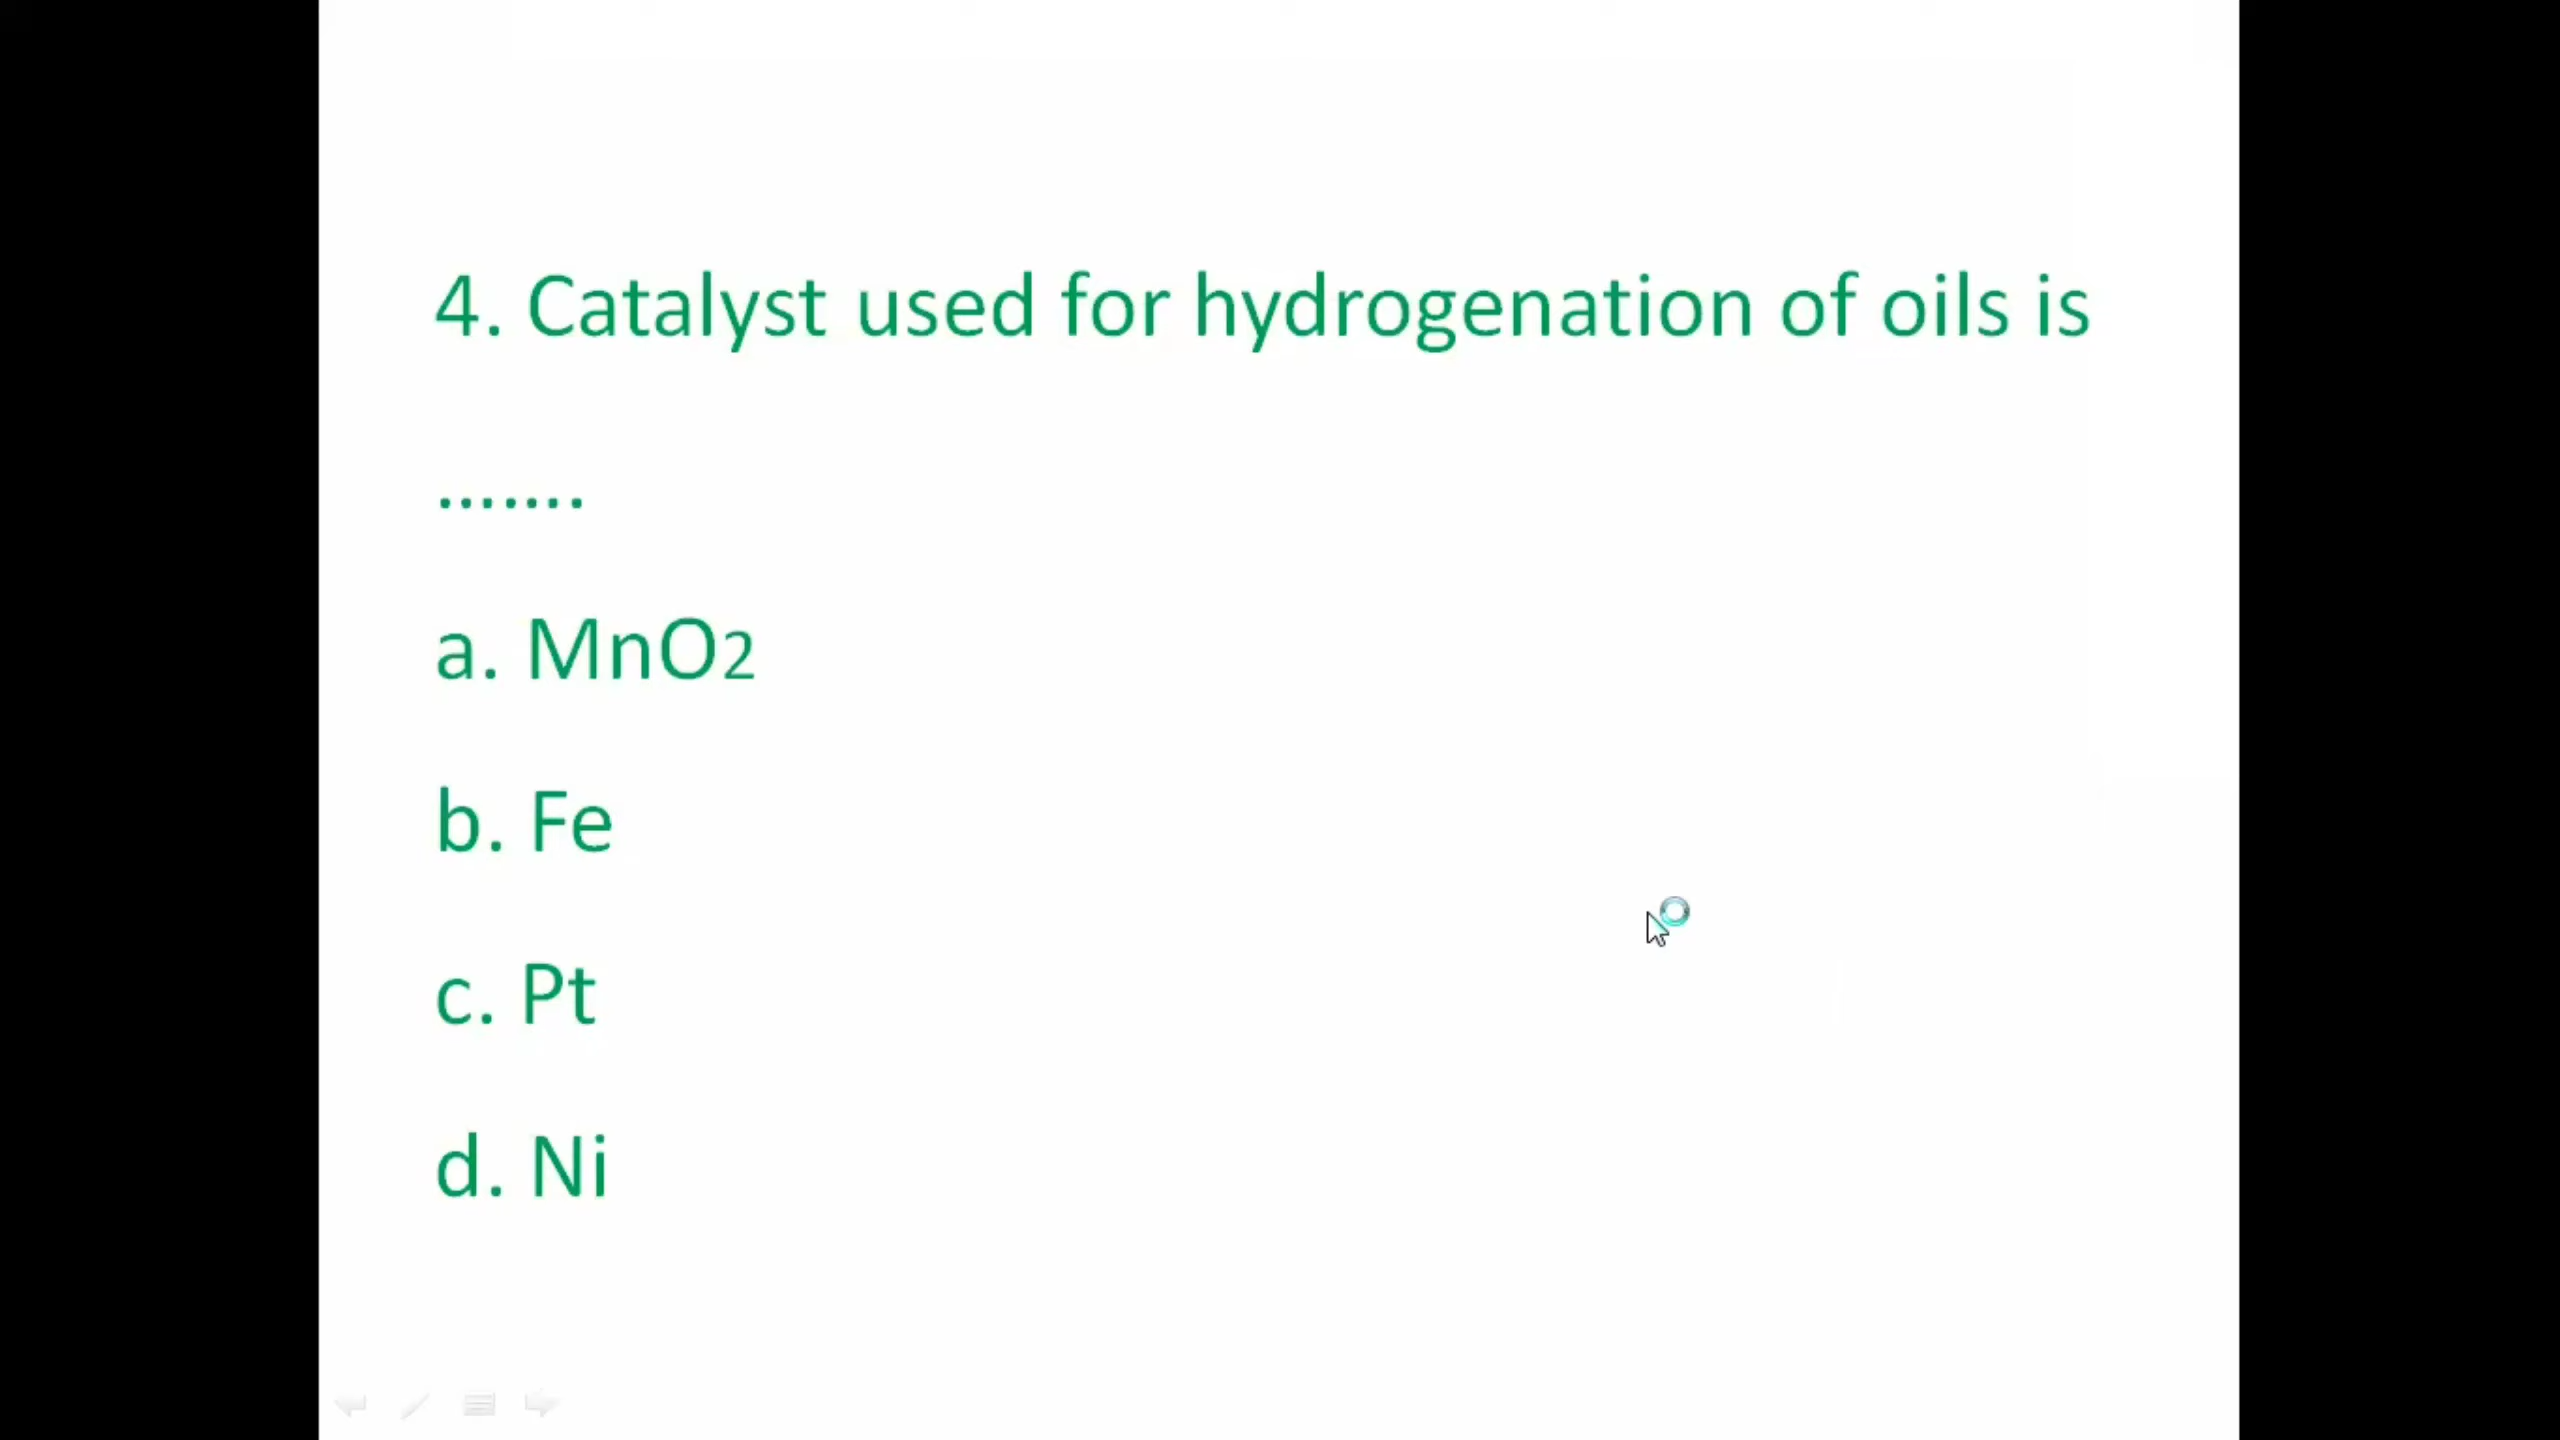 4. Catalyst used for hydrogenation of oils is
.......
a. MnO2
b. Fe
c. Pt
d. Ni